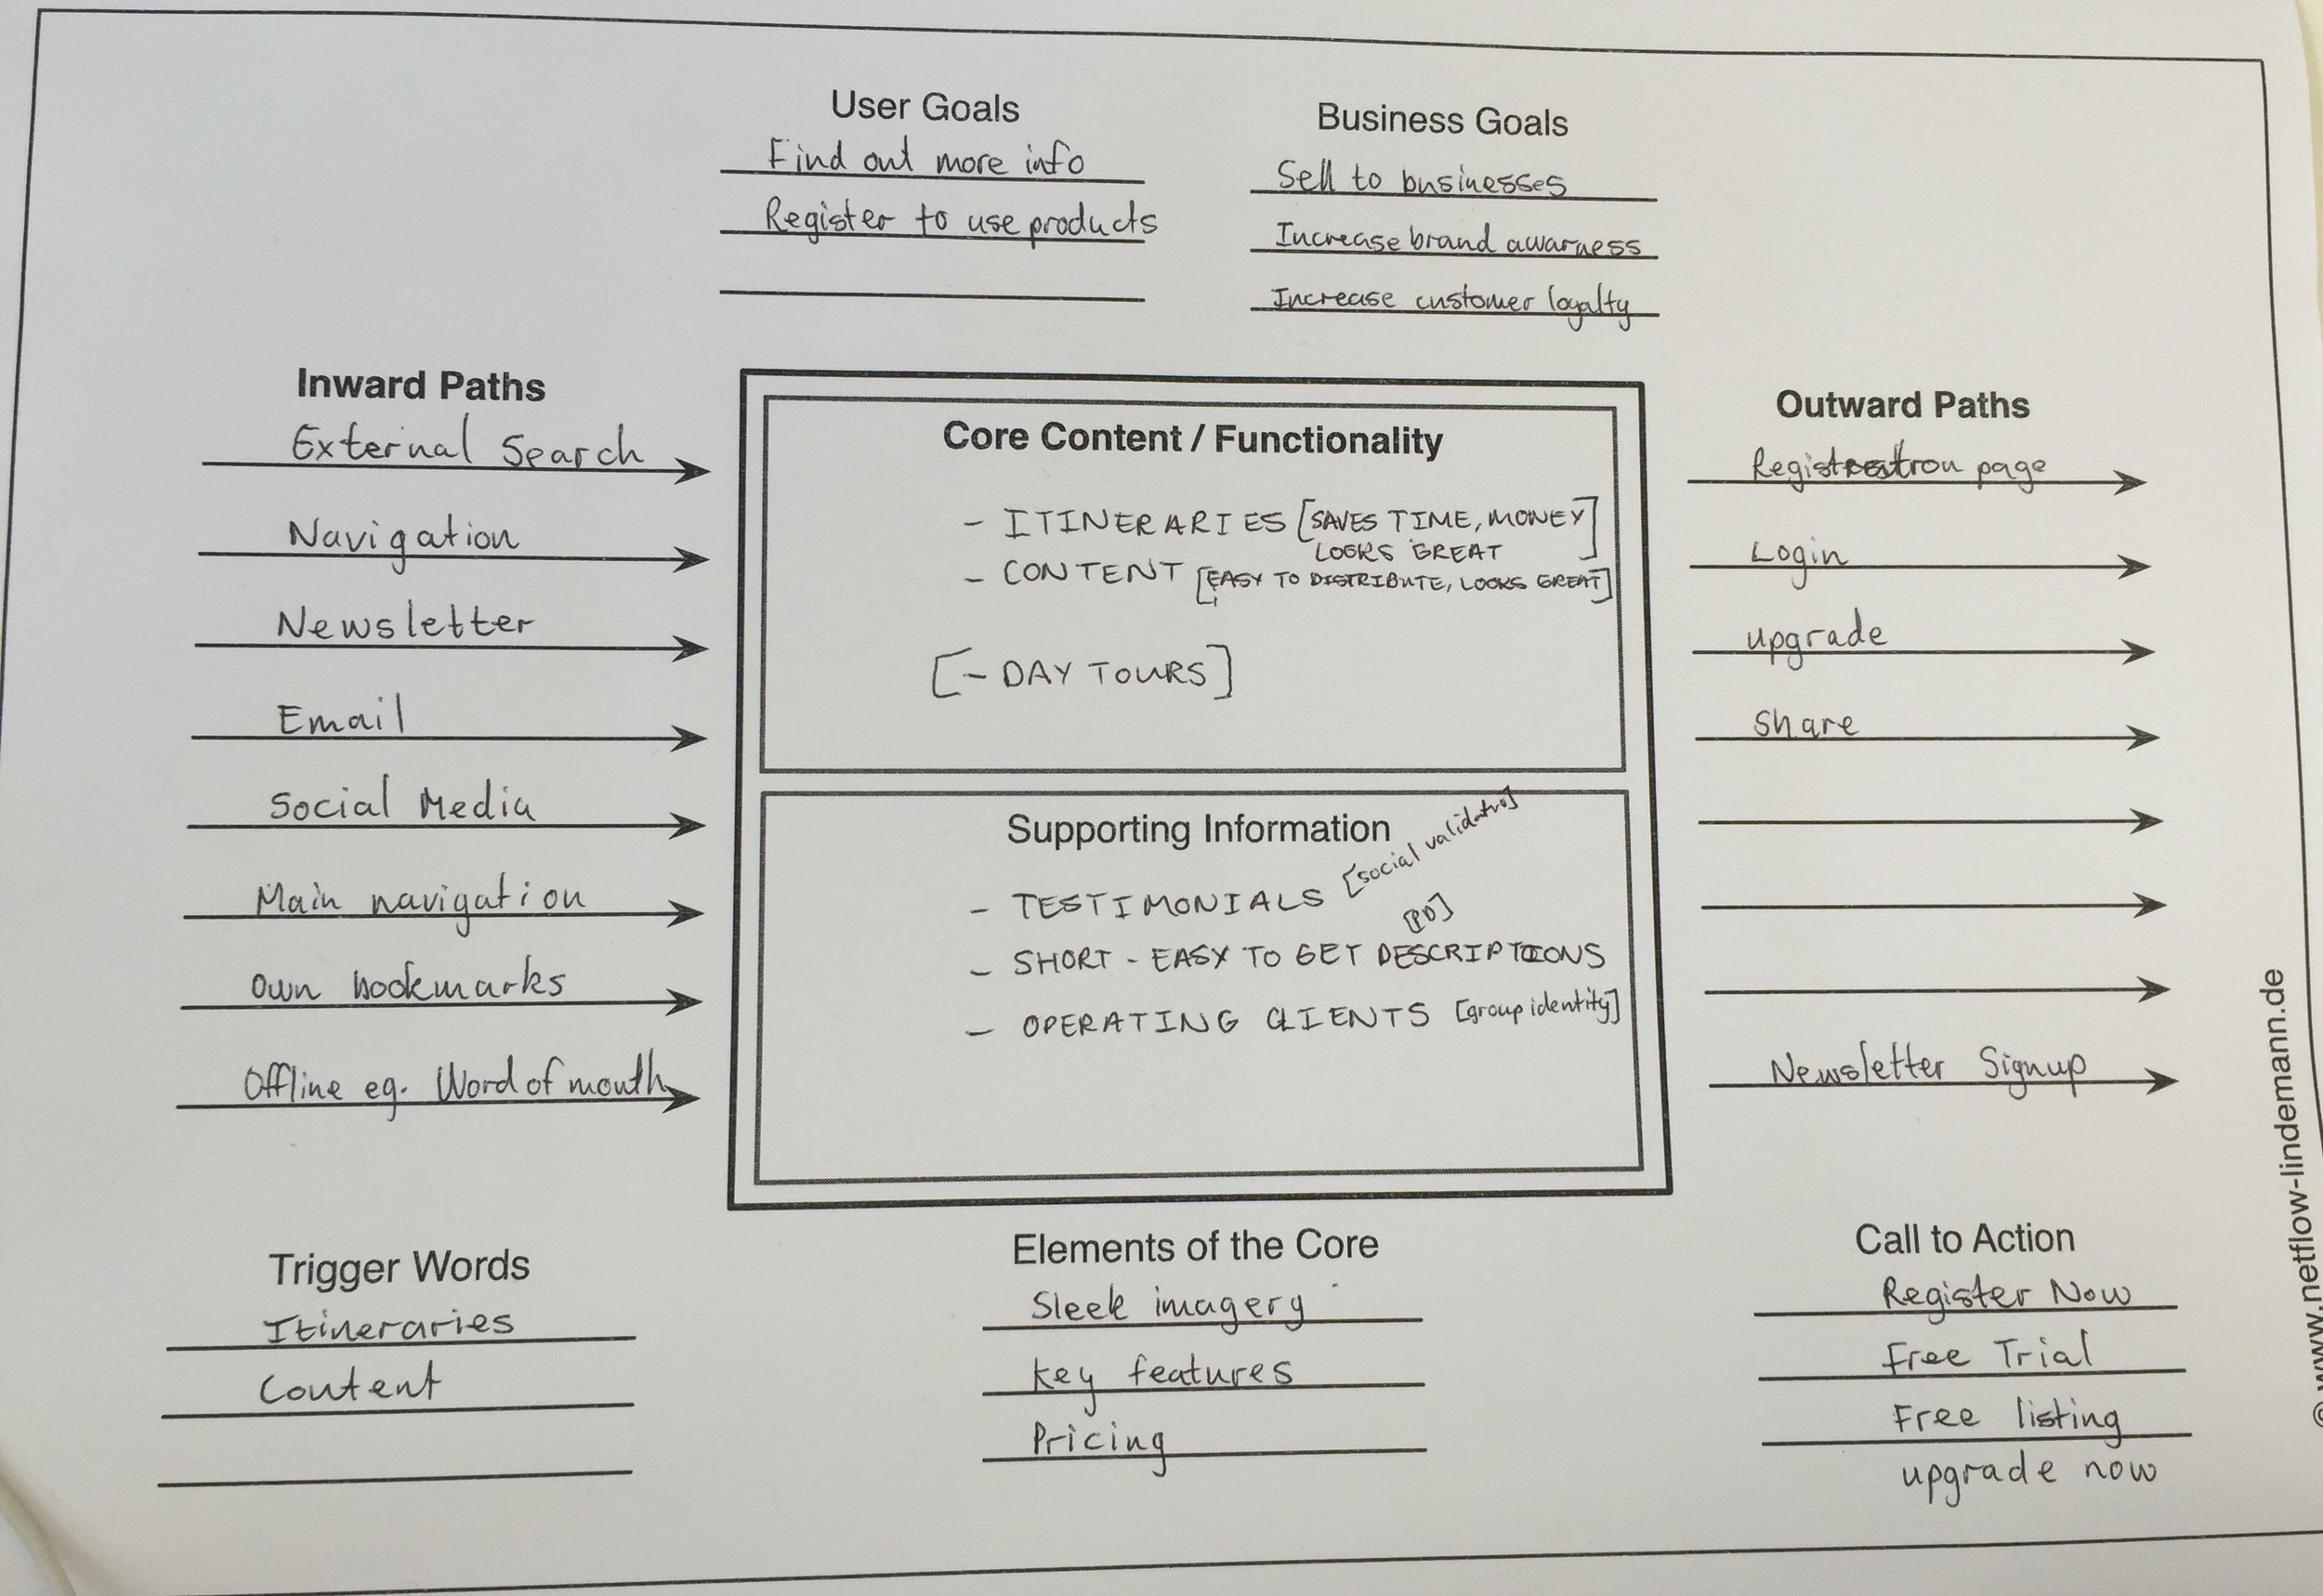 User Goals
Find out more info
Register to use products
Business Goals
Sell to businesses
Increase brand awarness
Increase customer loyalty
Inward Paths
External Search
Navigation
Newsletter
Email
Social Media
Main navigation
Own bookmarks
Offline eg. Word of mouth
Core Content / Functionality
- ITINERARIES [SAVES TIME, MONEY
LOOKS GREAT]
- CONTENT [EASY TO DISTRIBUTE, LOOKS GREAT]
[- DAY TOURS]
Supporting Information
- TESTIMONIALS [social validatio]
[PD]
- SHORT - EASY TO GET DESCRIPTIONS
- OPERATING CLIENTS [group identity]
Outward Paths
Registration page
Login
upgrade
Share
Newsletter Signup
Trigger Words
Itineraries
Content
Elements of the Core
Sleek imagery
Key features
Pricing
Call to Action
Register Now
Free Trial
Free listing
upgrade now
© www.netflow-lindemann.de